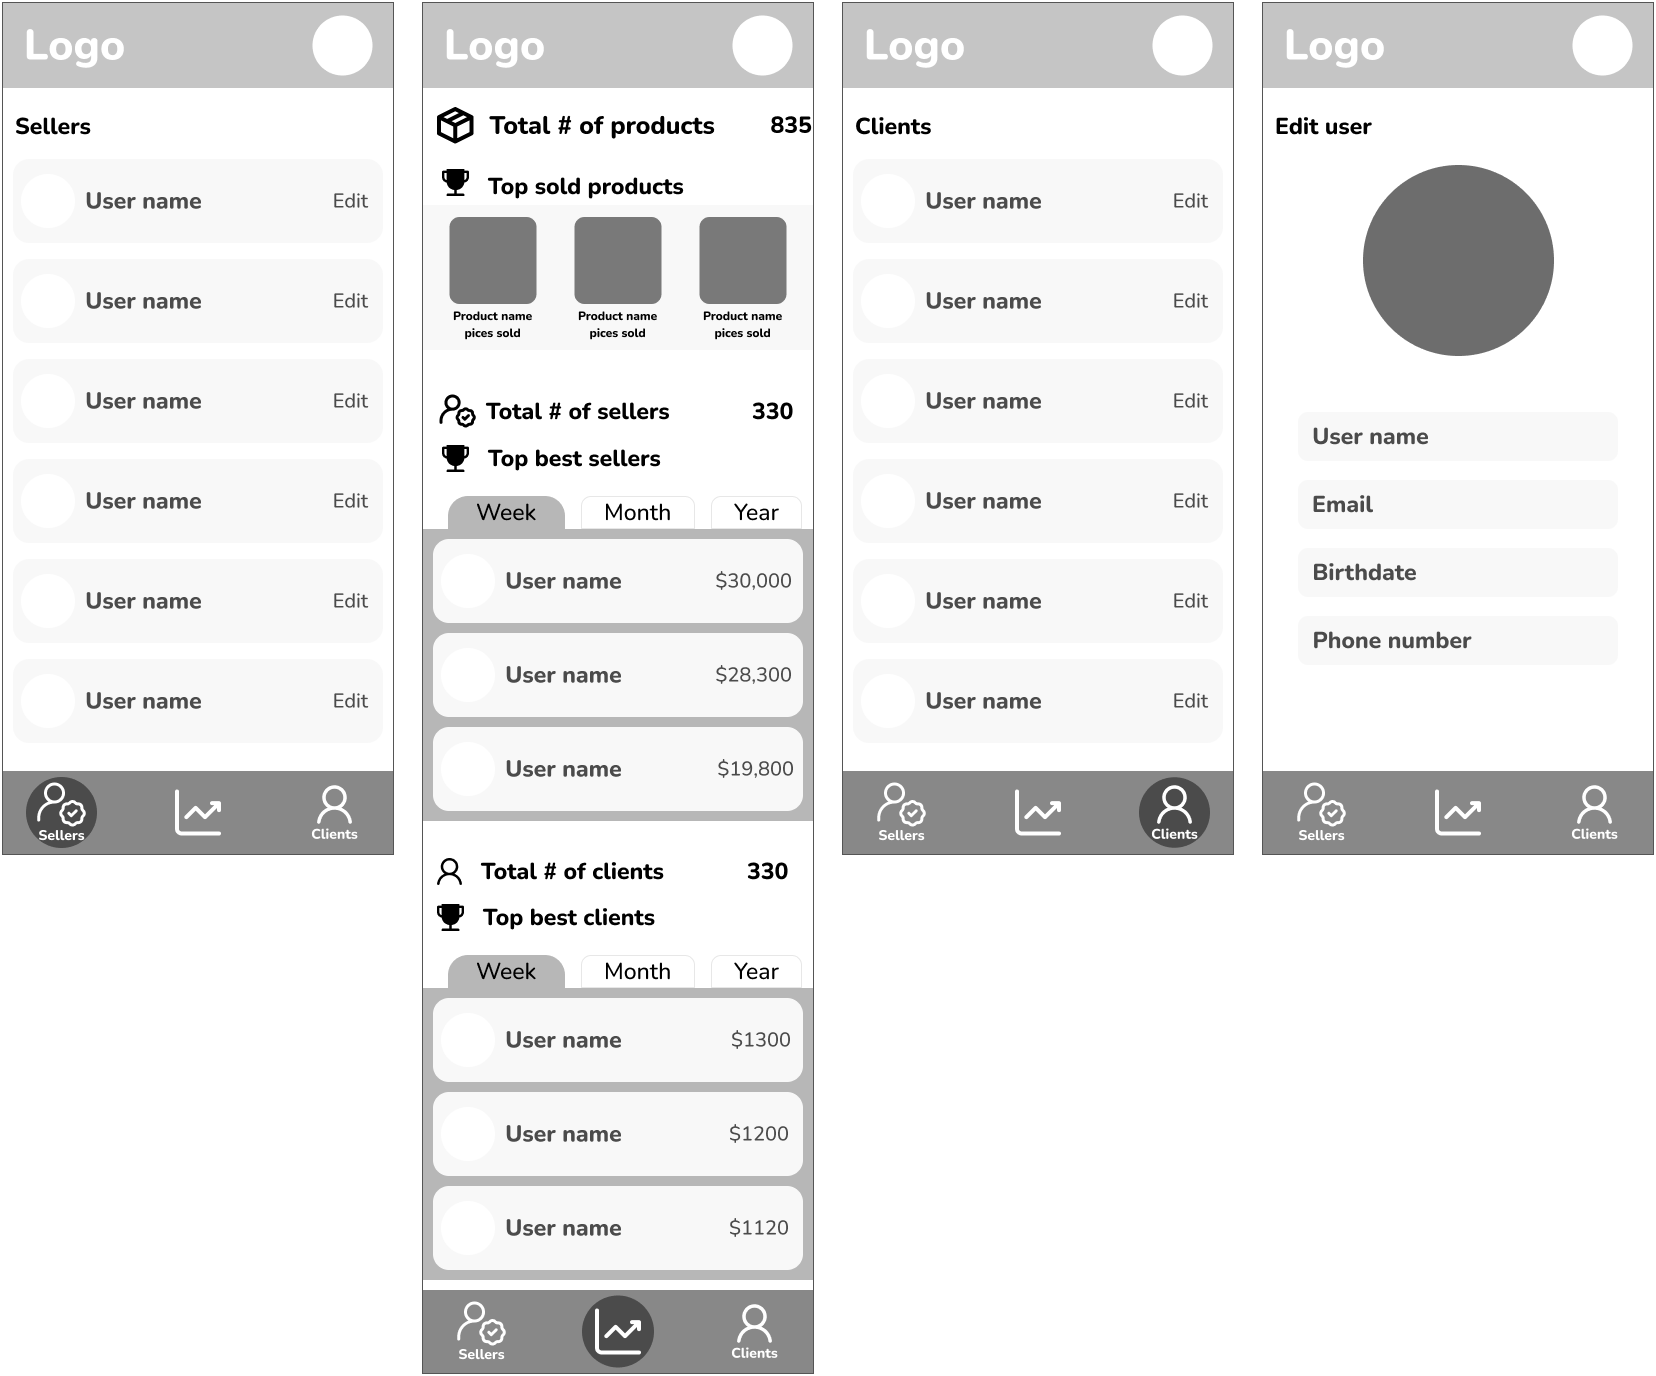 Logo
Sellers
User name Edit
User name Edit
User name Edit
User name Edit
User name Edit
User name Edit
Sellers Clients
Logo
Total # of products 835
Top sold products
Product name Product name Product name
pices sold pices sold pices sold
Total # of sellers 330
Top best sellers
Week Month Year
User name $30,000
User name $28,300
User name $19,800
Total # of clients 330
Top best clients
Week Month Year
User name $1300
User name $1200
User name $1120
Sellers Clients
Logo
Clients
User name Edit
User name Edit
User name Edit
User name Edit
User name Edit
User name Edit
Sellers Clients
Logo
Edit user
User name
Email
Birthdate
Phone number
Sellers Clients